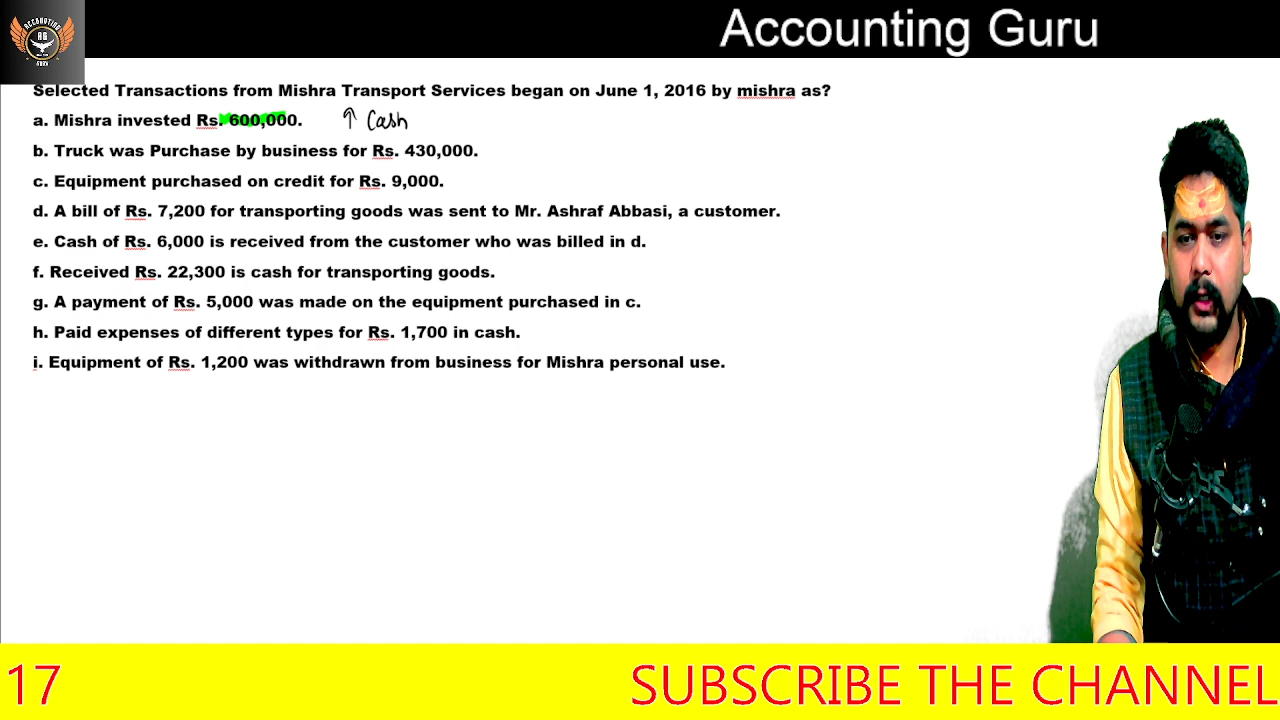 ACCOUNTING
AG
GURU
Accounting Guru
Selected Transactions from Mishra Transport Services began on June 1, 2016 by mishra as?
a. Mishra invested Rs. 600,000. ↑ Cash
b. Truck was Purchase by business for Rs. 430,000.
c. Equipment purchased on credit for Rs. 9,000.
d. A bill of Rs. 7,200 for transporting goods was sent to Mr. Ashraf Abbasi, a customer.
e. Cash of Rs. 6,000 is received from the customer who was billed in d.
f. Received Rs. 22,300 is cash for transporting goods.
g. A payment of Rs. 5,000 was made on the equipment purchased in c.
h. Paid expenses of different types for Rs. 1,700 in cash.
i. Equipment of Rs. 1,200 was withdrawn from business for Mishra personal use.
17 SUBSCRIBE THE CHANNEL